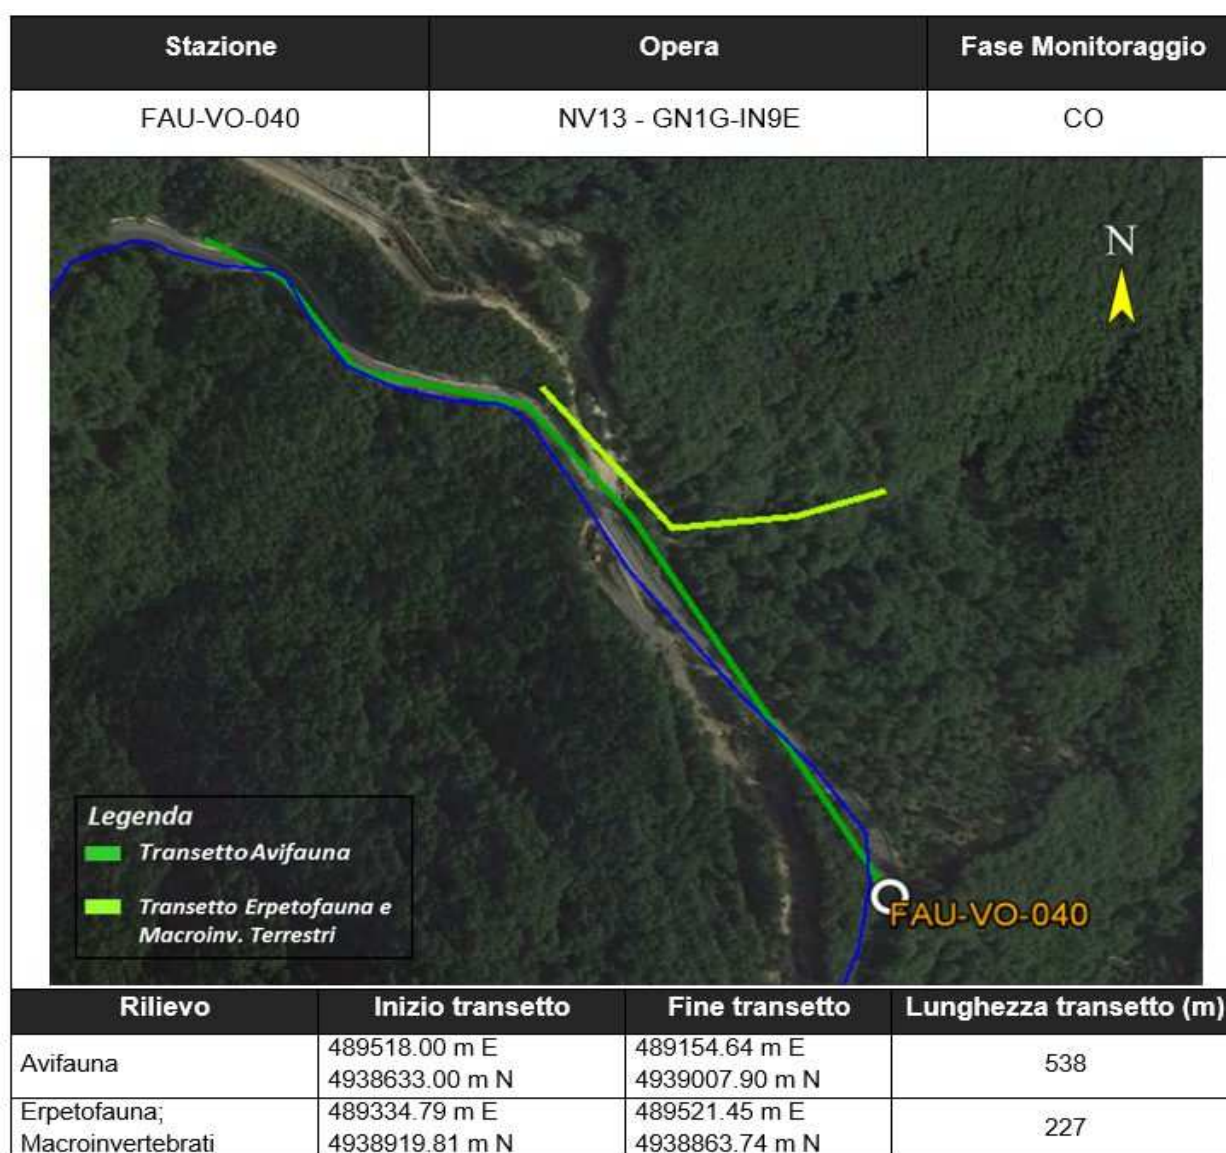 Stazione Opera Fase Monitoraggio
FAU-VO-040 NV13 - GN1G-IN9E CO
N
Legenda
Transetto Avifauna
Transetto Erpetofauna e
Macroinv. Terrestri
FAU-VO-040
Rilievo Inizio transetto Fine transetto Lunghezza transetto (m)
Avifauna 489518.00 m E 489154.64 m E 538
4938633.00 m N 4939007.90 m N
Erpetofauna; 489334.79 m E 489521.45 m E 227
Macroinvertebrati 4938919.81 m N 4938863.74 m N